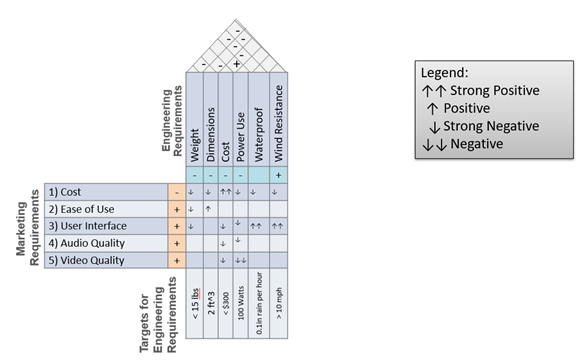 Engineering
Requirements
Weight
Dimensions
Cost
Power Use
Waterproof
Wind Resistance
- - - - +
Marketing
Requirements
1) Cost - ↓ ↓ ↑↑ ↓ ↓ ↓
2) Ease of Use + ↓ ↑
3) User Interface + ↓ ↓ ↓ ↑↑ ↑↑
4) Audio Quality + ↓ ↓
5) Video Quality + ↓ ↓↓
Targets for
Engineering
Requirements
< 15 lbs
2 ft^3
< $300
100 Watts
0.1in rain per hour
> 10 mph
Legend:
↑↑ Strong Positive
↑ Positive
↓ Strong Negative
↓↓ Negative